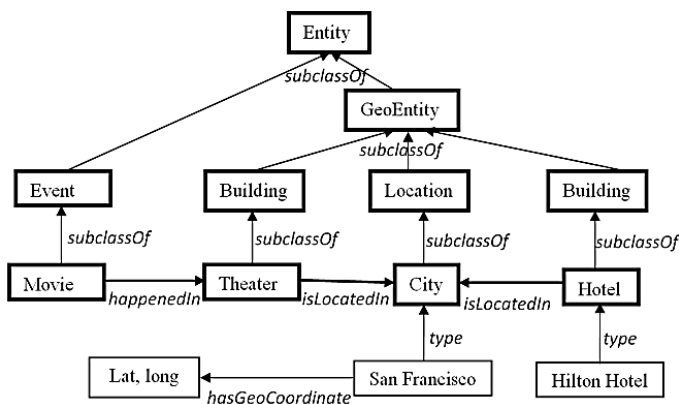 Entity
subclassOf
GeoEntity
subclassOf
Event
Building
Location
Building
subclassOf
subclassOf
subclassOf
subclassOf
Movie
happenedIn
Theater
isLocatedIn
City
isLocatedIn
Hotel
type
type
Lat, long
hasGeoCoordinate
San Francisco
Hilton Hotel